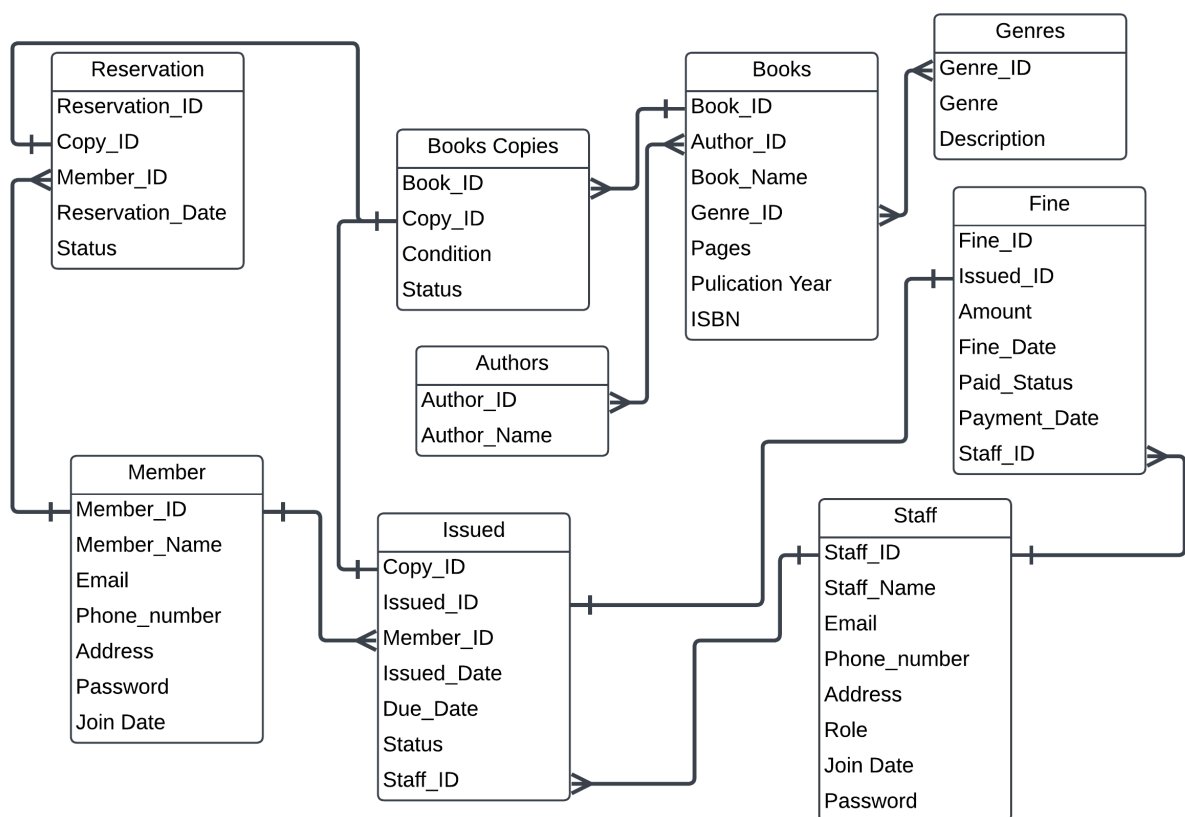 Reservation
Reservation_ID
Copy_ID
Member_ID
Reservation_Date
Status
Books Copies
Book_ID
Copy_ID
Condition
Status
Books
Book_ID
Author_ID
Book_Name
Genre_ID
Pages
Pulication Year
ISBN
Genres
Genre_ID
Genre
Description
Fine
Fine_ID
Issued_ID
Amount
Fine_Date
Paid_Status
Payment_Date
Staff_ID
Authors
Author_ID
Author_Name
Member
Member_ID
Member_Name
Email
Phone_number
Address
Password
Join Date
Issued
Copy_ID
Issued_ID
Member_ID
Issued_Date
Due_Date
Status
Staff_ID
Staff
Staff_ID
Staff_Name
Email
Phone_number
Address
Role
Join Date
Password